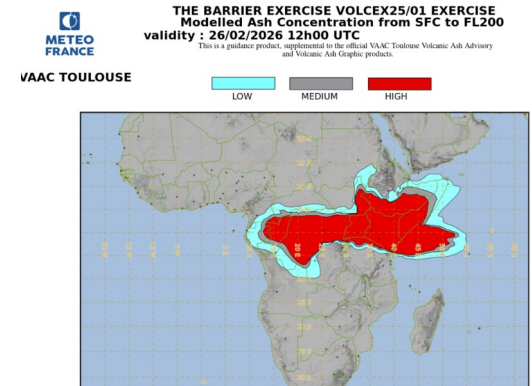 THE BARRIER EXERCISE VOLCEX25/01 EXERCISE
Modelled Ash Concentration from SFC to FL200
validity : 26/02/2026 12h00 UTC
This is a guidance product, supplemental to the official VAAC Toulouse Volcanic Ash Advisory
and Volcanic Ash Graphic products.
METEO
FRANCE
VAAC TOULOUSE
LOW
MEDIUM
HIGH